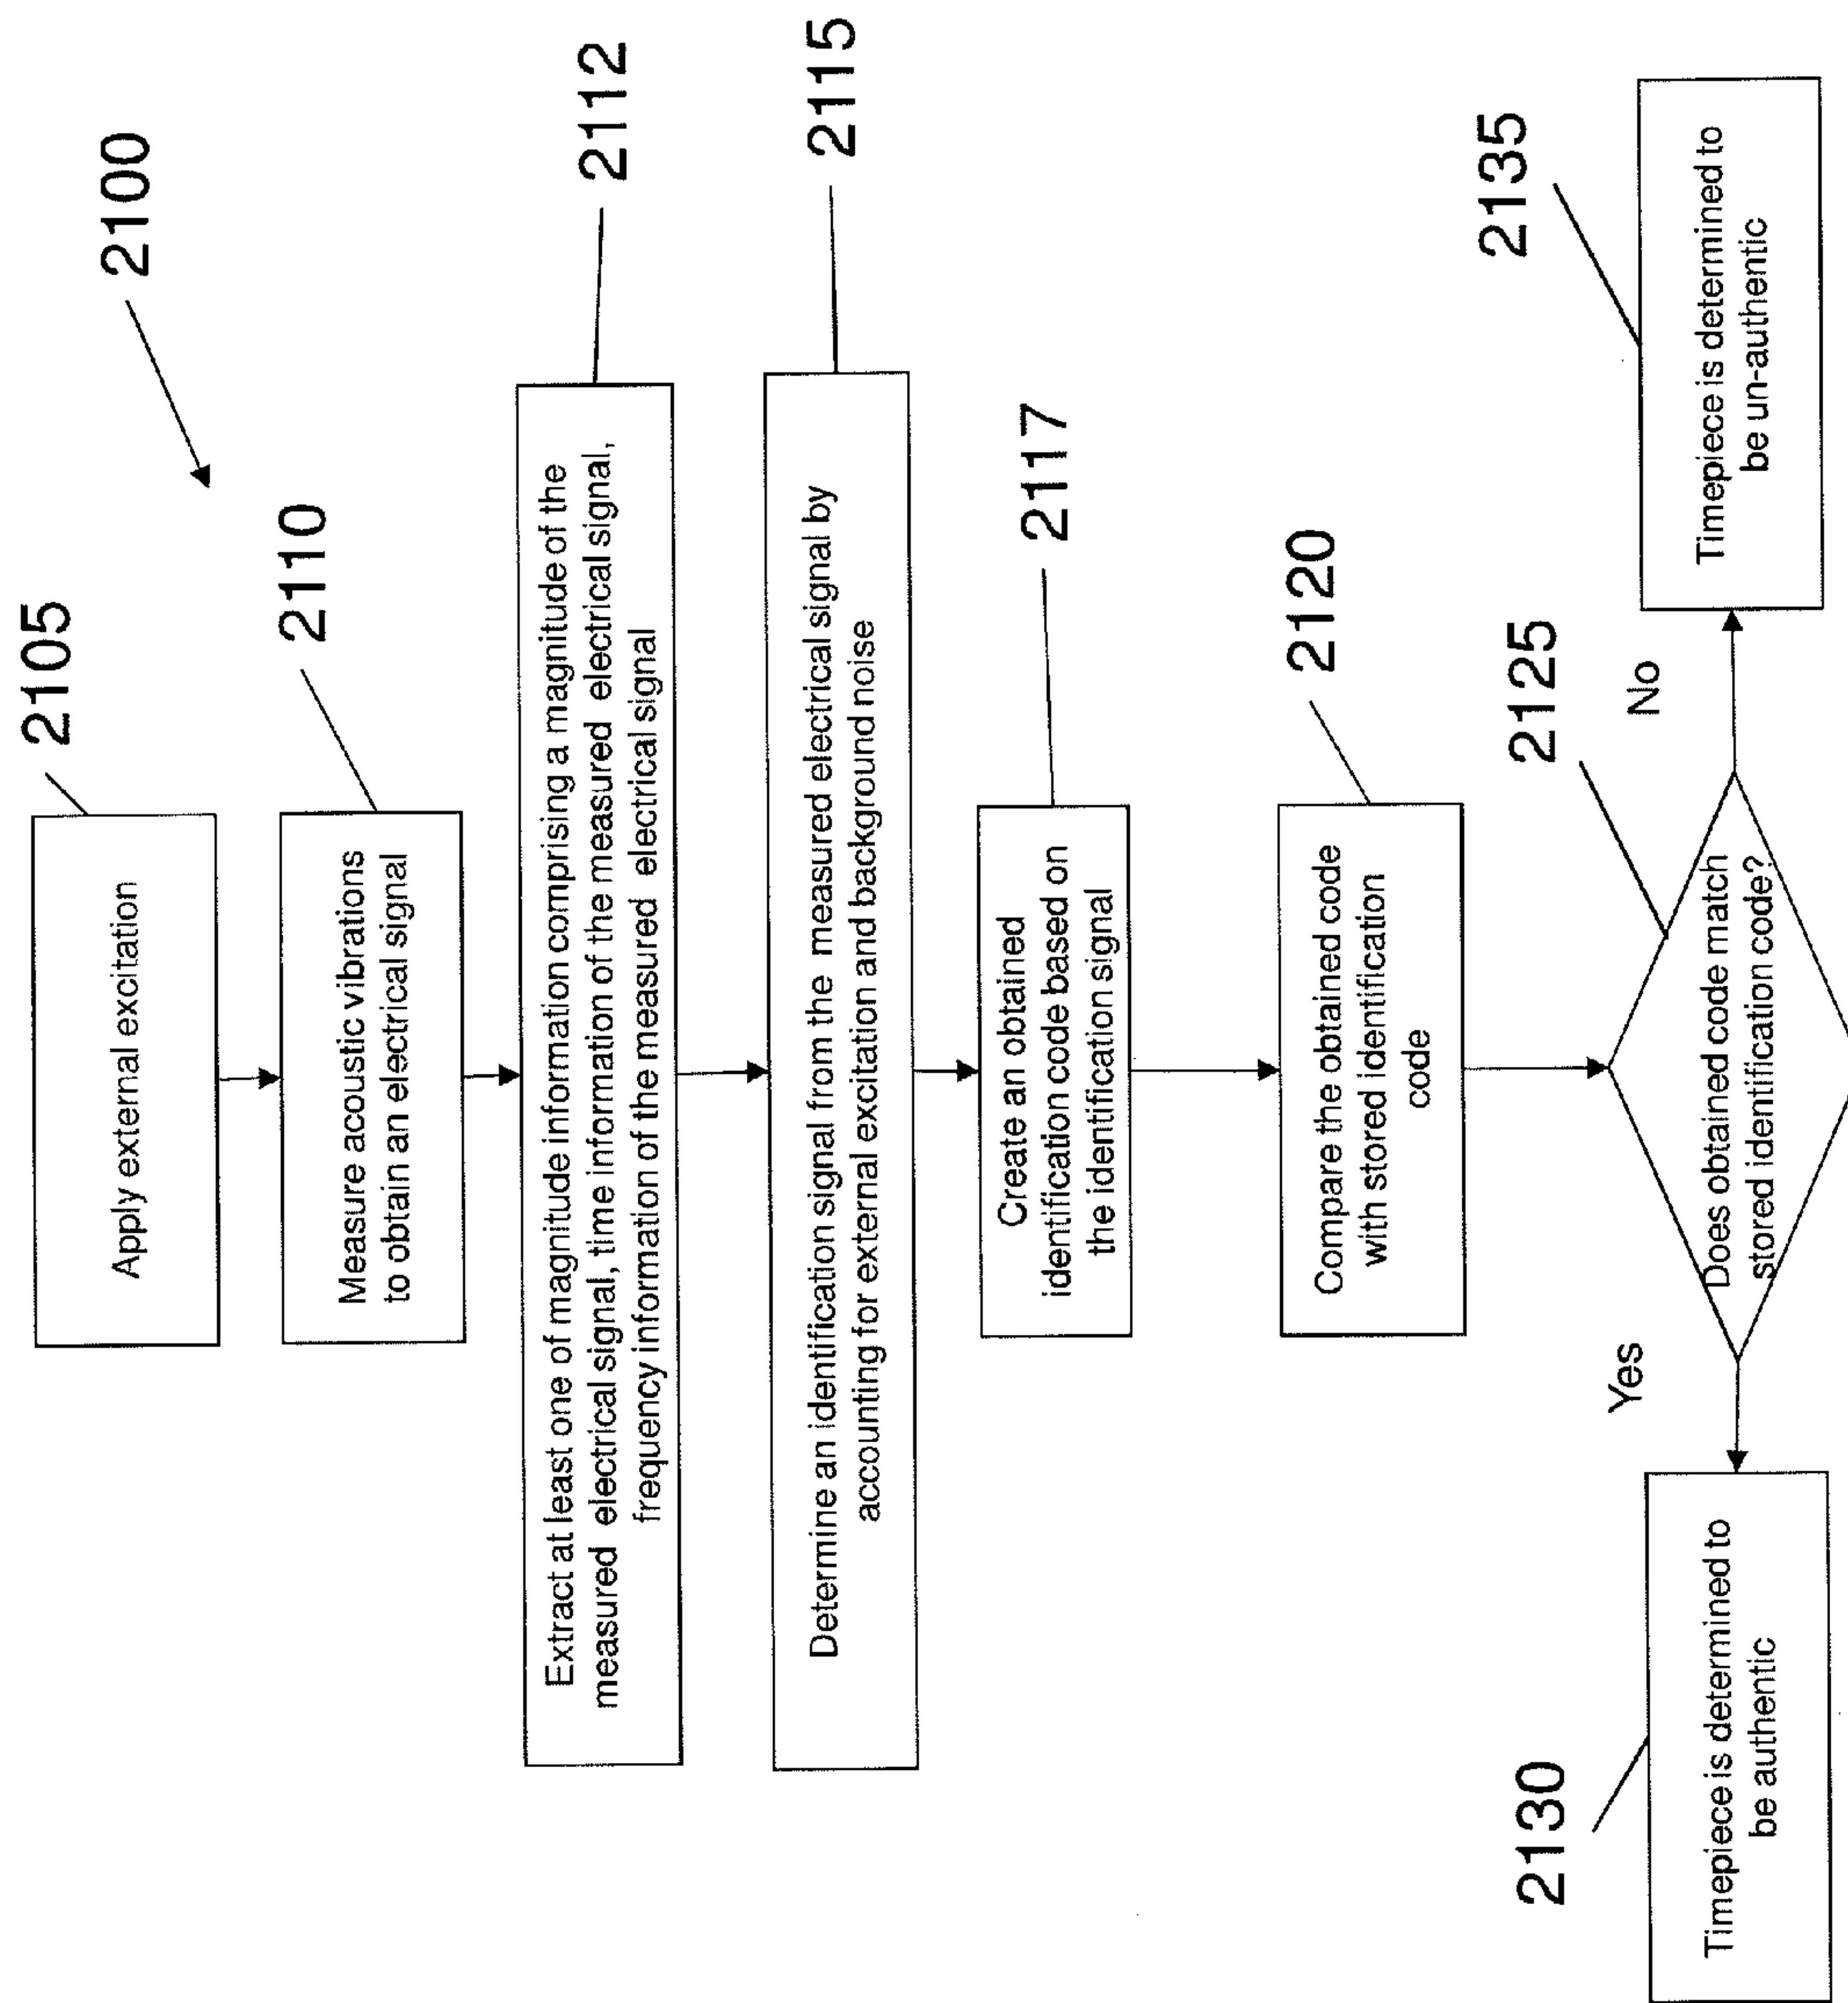 2100
2105
Apply external excitation
2110
Measure acoustic vibrations
to obtain an electrical signal
2112
Extract at least one of magnitude information comprising a magnitude of the
measured electrical signal, time information of the measured electrical signal,
frequency information of the measured electrical signal
2115
Determine an identification signal from the measured electrical signal by
accounting for external excitation and background noise
2117
Create an obtained
identification code based on
the identification signal
2120
Compare the obtained code
with stored identification
code
2125
Does obtained code match
stored identification code?
Yes
No
2130
Timepiece is determined to
be authentic
2135
Timepiece is determined to
be un-authentic